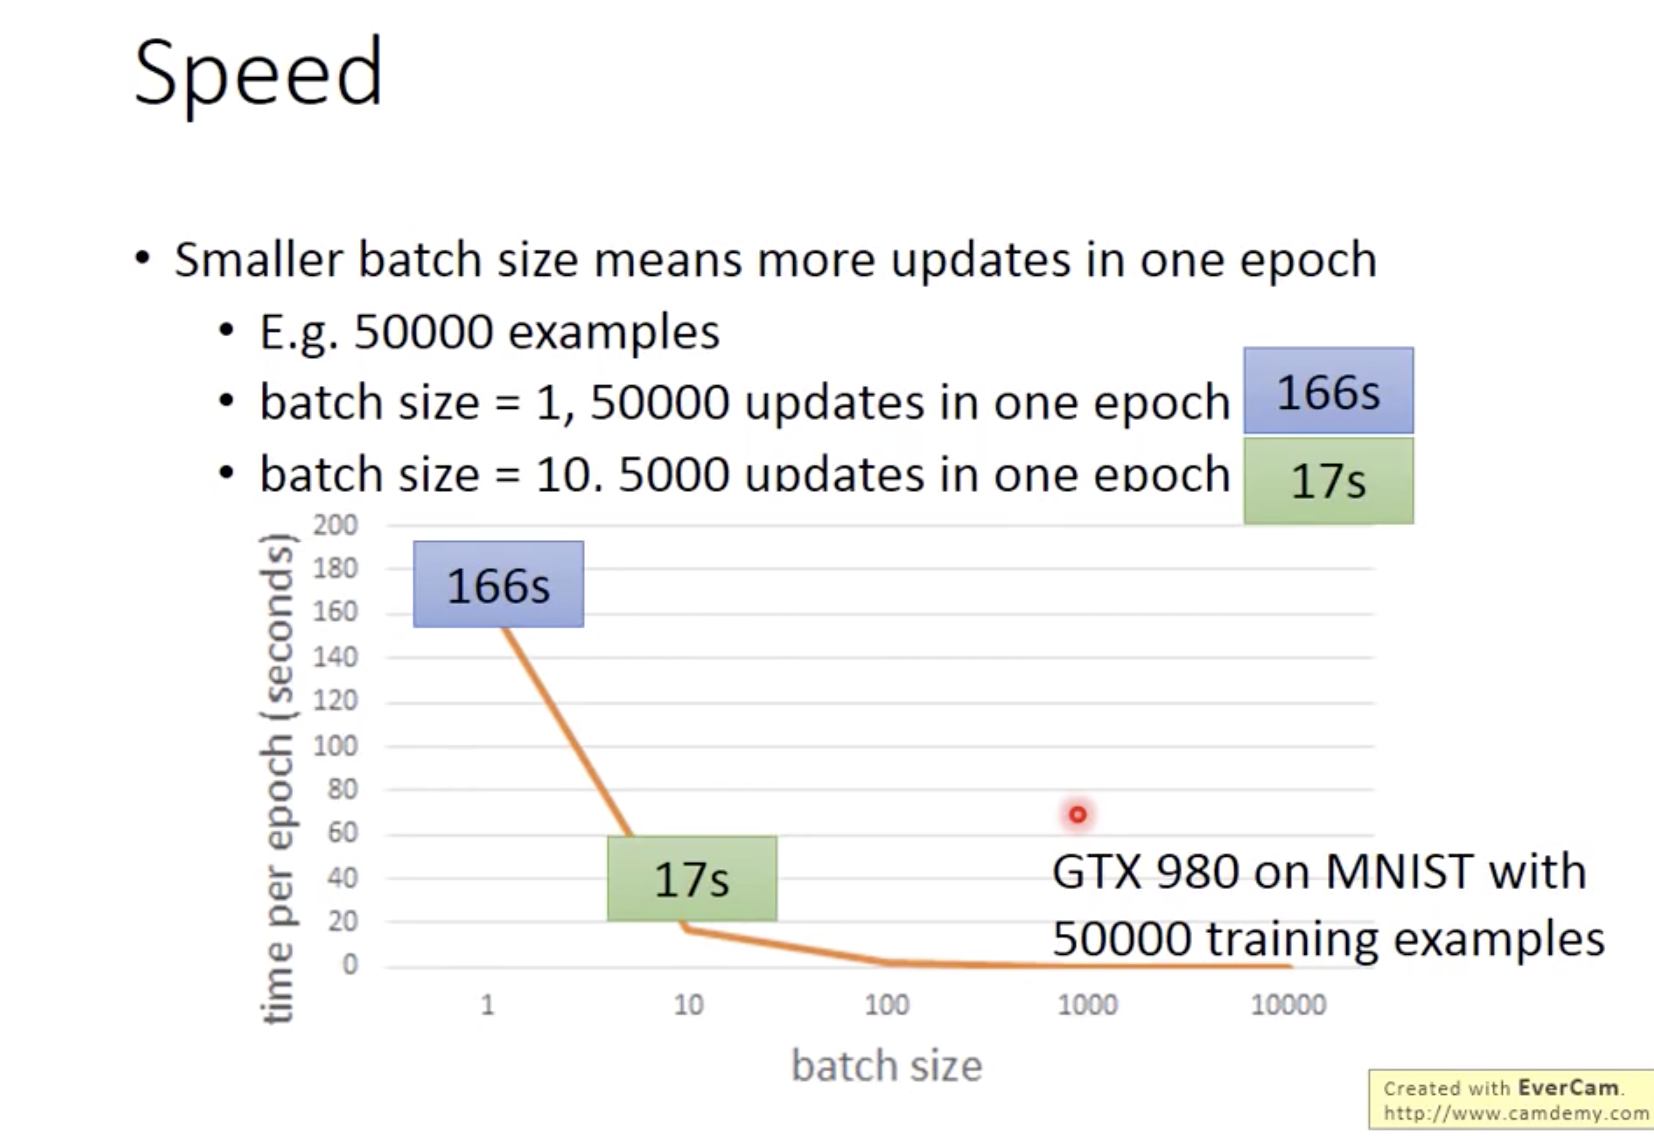 Speed
• Smaller batch size means more updates in one epoch
• E.g. 50000 examples
• batch size = 1, 50000 updates in one epoch 166s
• batch size = 10. 5000 updates in one epoch 17s
time per epoch (seconds)
200
180
160
140
120
100
80
60
40
20
0
166s
17s
GTX 980 on MNIST with
50000 training examples
1 10 100 1000 10000
batch size
Created with EverCam.
http://www.camdemy.com